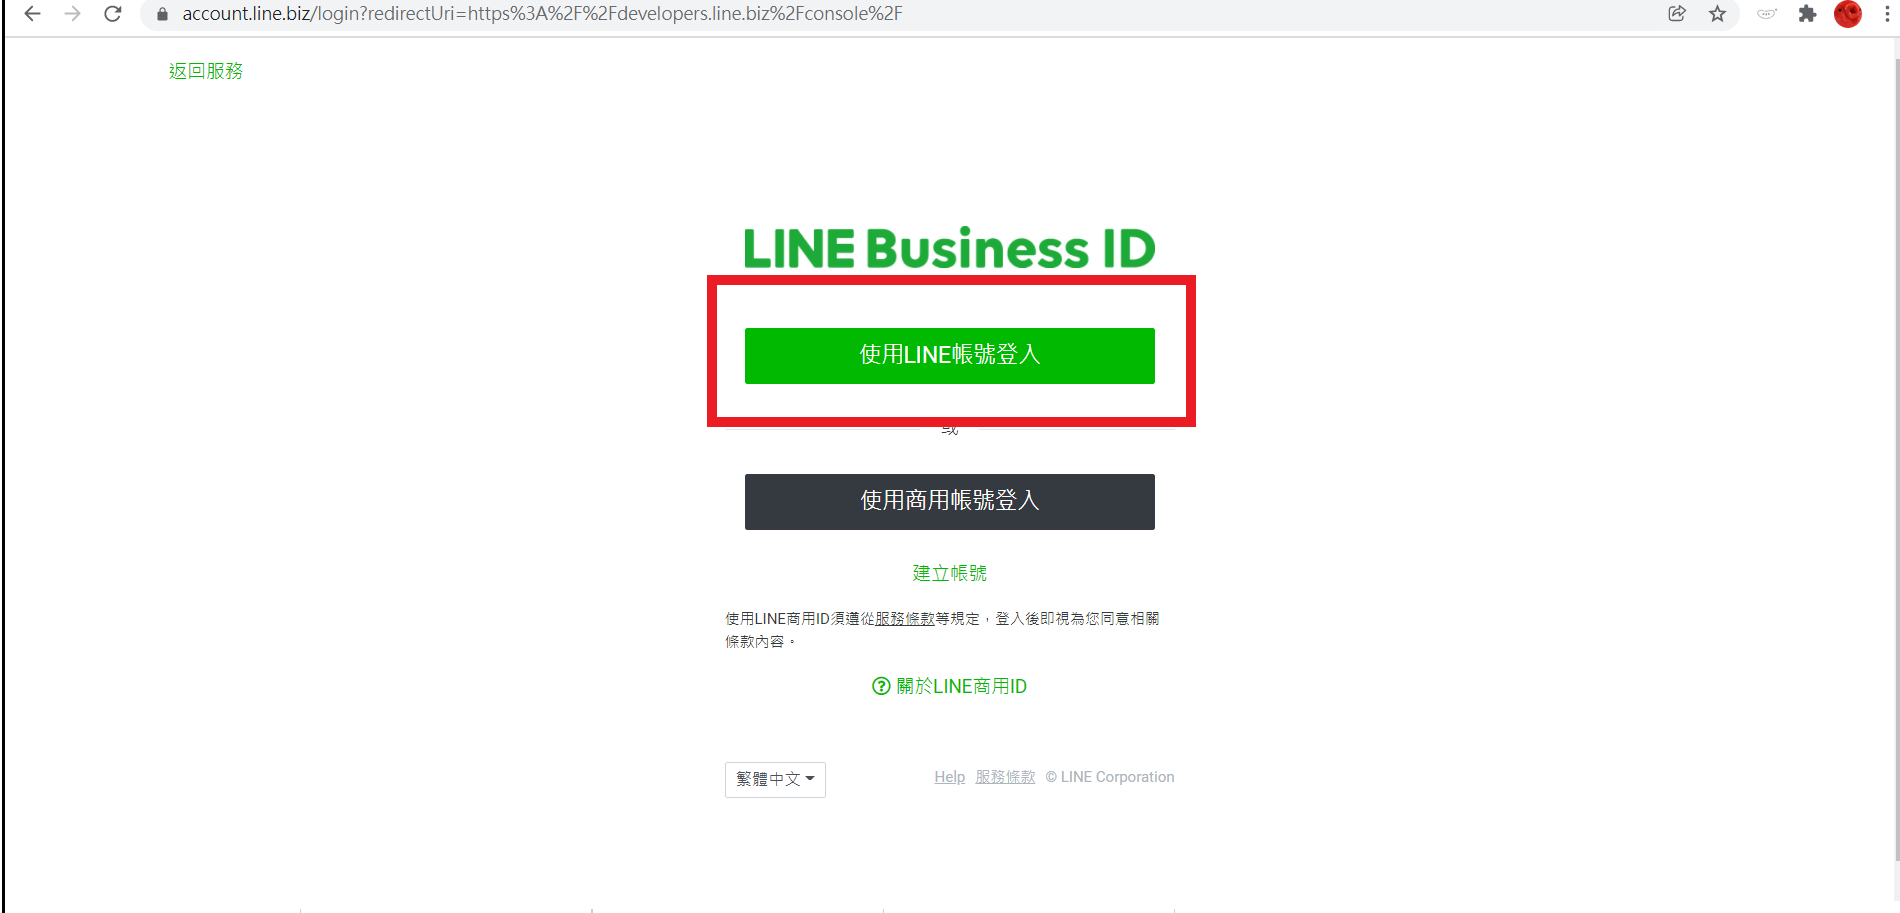 account.line.biz/login?redirectUri=https%3A%2F%2Fdevelopers.line.biz%2Fconsole%2F
返回服務
LINE Business ID
使用LINE帳號登入
或
使用商用帳號登入
建立帳號
使用LINE商用ID須遵從服務條款等規定，登入後即視為您同意相關
條款內容。
關於LINE商用ID
繁體中文 Help 服務條款 © LINE Corporation